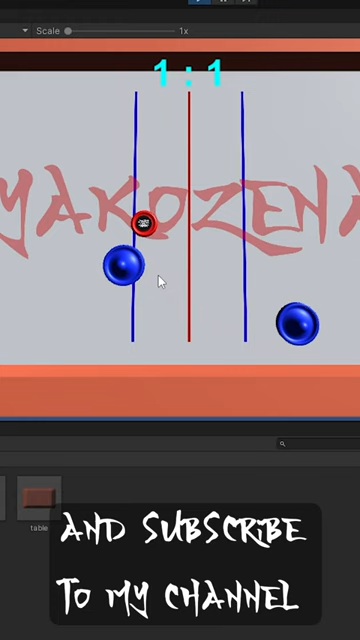 Scale 1x
1 : 1
YAKOZENA
table
AND SUBSCRIBE
TO MY CHANNEL